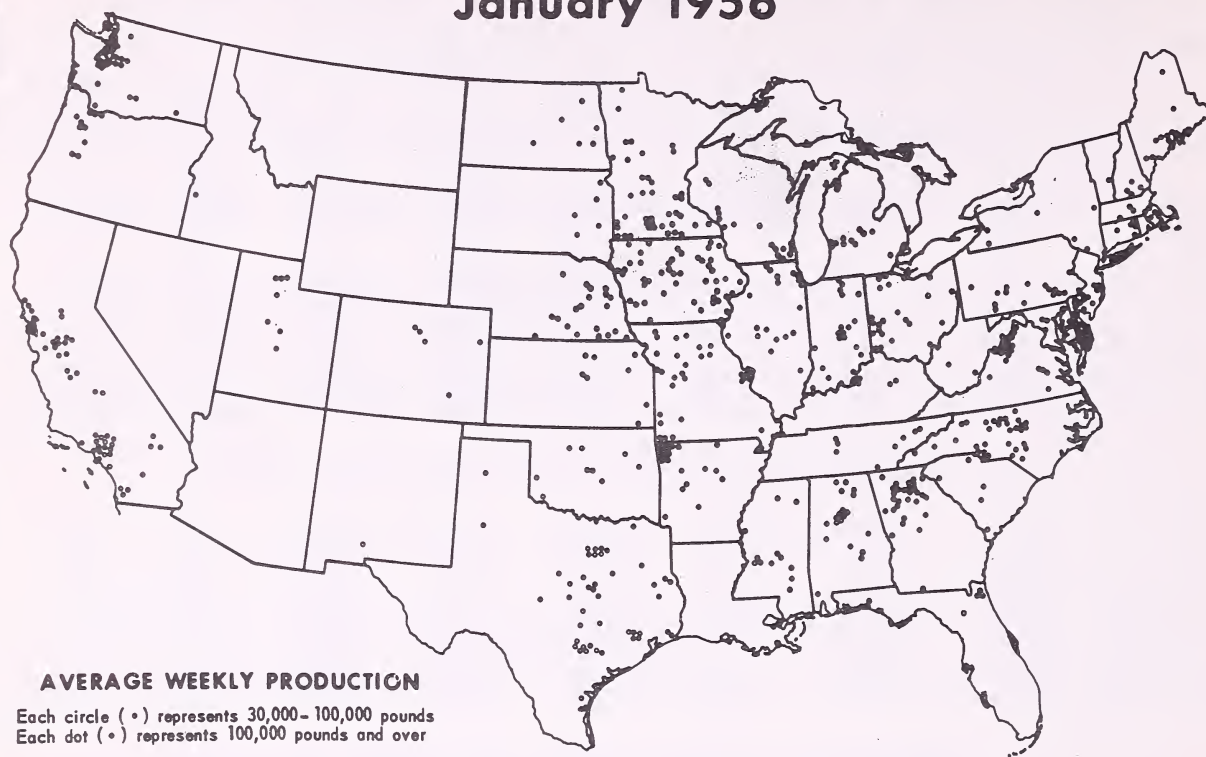 January 1956
AVERAGE WEEKLY PRODUCTION
Each circle (∘) represents 30,000-100,000 pounds
Each dot (•) represents 100,000 pounds and over